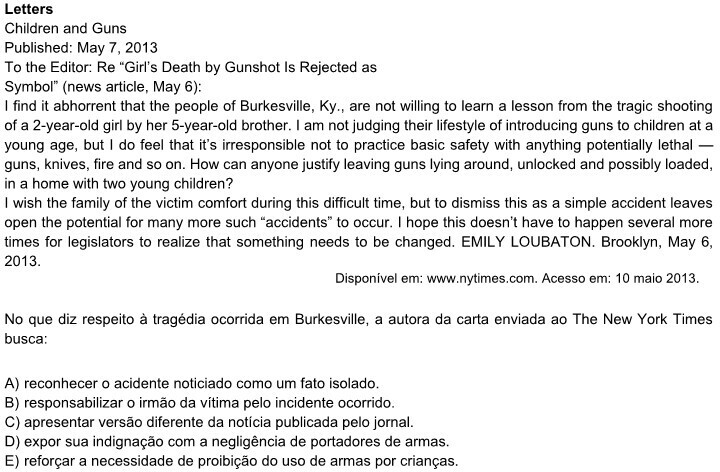 Letters
Children and Guns
Published: May 7, 2013
To the Editor: Re “Girl’s Death by Gunshot Is Rejected as
Symbol” (news article, May 6):
I find it abhorrent that the people of Burkesville, Ky., are not willing to learn a lesson from the tragic shooting
of a 2-year-old girl by her 5-year-old brother. I am not judging their lifestyle of introducing guns to children at a
young age, but I do feel that it’s irresponsible not to practice basic safety with anything potentially lethal —
guns, knives, fire and so on. How can anyone justify leaving guns lying around, unlocked and possibly loaded,
in a home with two young children?
I wish the family of the victim comfort during this difficult time, but to dismiss this as a simple accident leaves
open the potential for many more such “accidents” to occur. I hope this doesn’t have to happen several more
times for legislators to realize that something needs to be changed. EMILY LOUBATON. Brooklyn, May 6,
2013.
Disponível em: www.nytimes.com. Acesso em: 10 maio 2013.
No que diz respeito à tragédia ocorrida em Burkesville, a autora da carta enviada ao The New York Times
busca:
A) reconhecer o acidente noticiado como um fato isolado.
B) responsabilizar o irmão da vítima pelo incidente ocorrido.
C) apresentar versão diferente da notícia publicada pelo jornal.
D) expor sua indignação com a negligência de portadores de armas.
E) reforçar a necessidade de proibição do uso de armas por crianças.